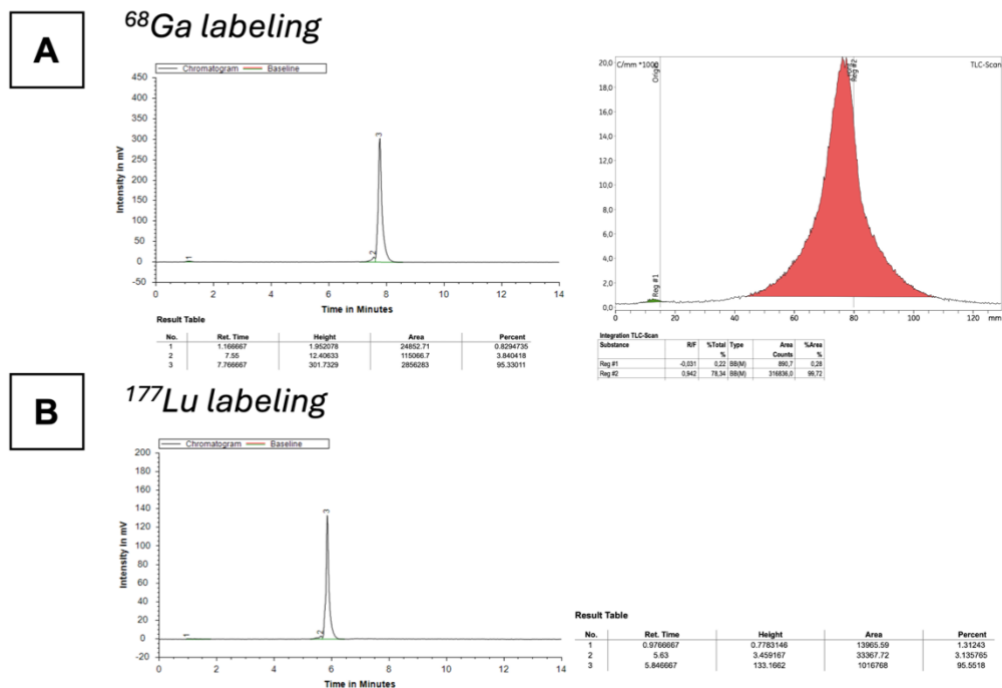 A
⁶⁸Ga labeling
Chromatogram Baseline
450
400
350
300
250
200
150
100
50
0
-50
Intensity in mV
1
2
3
0 2 4 6 8 10 12 14
Time in Minutes
Result Table
No. Ret. Time Height Area Percent
1 1.166667 1.952078 24852.71 0.8294735
2 7.55 12.40633 115066.7 3.840418
3 7.766667 301.7329 2856283 95.33011
C/mm *1000 TLC-Scan
Origin
Reg #2
Reg #1
20,0
18,0
16,0
14,0
12,0
10,0
8,0
6,0
4,0
2,0
0,0
0 20 40 60 80 100 120 mm
Integration TLC-Scan
Substance R/F %Total Type Area %Area
% Counts %
Reg #1 -0,031 0,22 BB(M) 890,7 0,28
Reg #2 0,942 78,34 BB(M) 316836,0 99,72
B
¹⁷⁷Lu labeling
Chromatogram Baseline
200
180
160
140
120
100
80
60
40
20
0
-20
Intensity in mV
1
2
3
0 2 4 6 8 10 12 14
Time in Minutes
Result Table
No. Ret. Time Height Area Percent
1 0.9766667 0.7783146 13965.59 1.31243
2 5.63 3.459167 33367.72 3.135765
3 5.846667 133.1662 1016768 95.5518